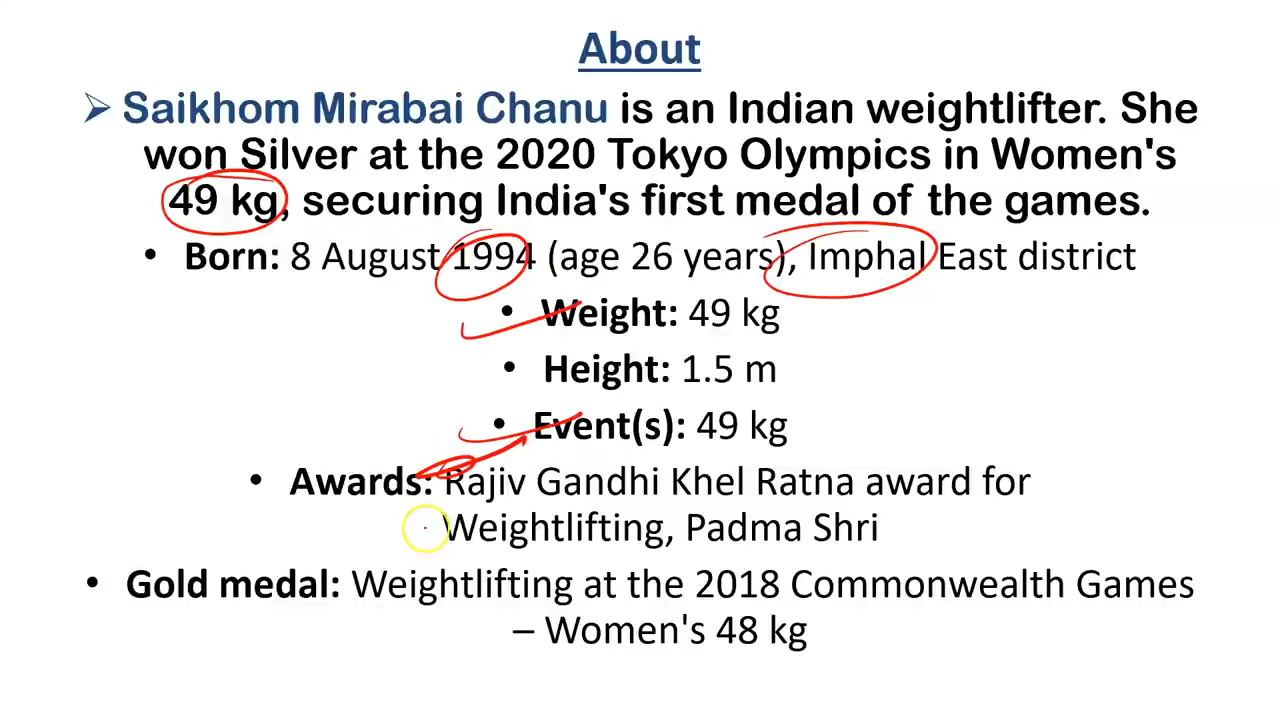 About
➢ Saikhom Mirabai Chanu is an Indian weightlifter. She
won Silver at the 2020 Tokyo Olympics in Women's
49 kg, securing India's first medal of the games.
• Born: 8 August 1994 (age 26 years), Imphal East district
• Weight: 49 kg
• Height: 1.5 m
• Event(s): 49 kg
• Awards: Rajiv Gandhi Khel Ratna award for
Weightlifting, Padma Shri
• Gold medal: Weightlifting at the 2018 Commonwealth Games
– Women's 48 kg